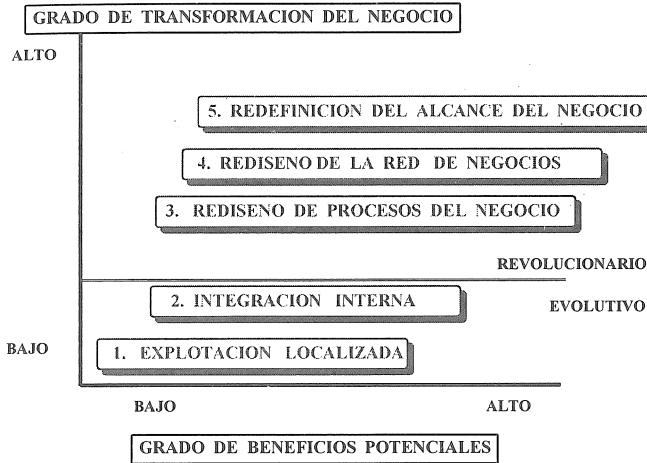 GRADO DE TRANSFORMACION DEL NEGOCIO
ALTO
5. REDEFINICION DEL ALCANCE DEL NEGOCIO
4. REDISENO DE LA RED DE NEGOCIOS
3. REDISENO DE PROCESOS DEL NEGOCIO
REVOLUCIONARIO
2. INTEGRACION INTERNA
EVOLUTIVO
BAJO
1. EXPLOTACION LOCALIZADA
BAJO
ALTO
GRADO DE BENEFICIOS POTENCIALES